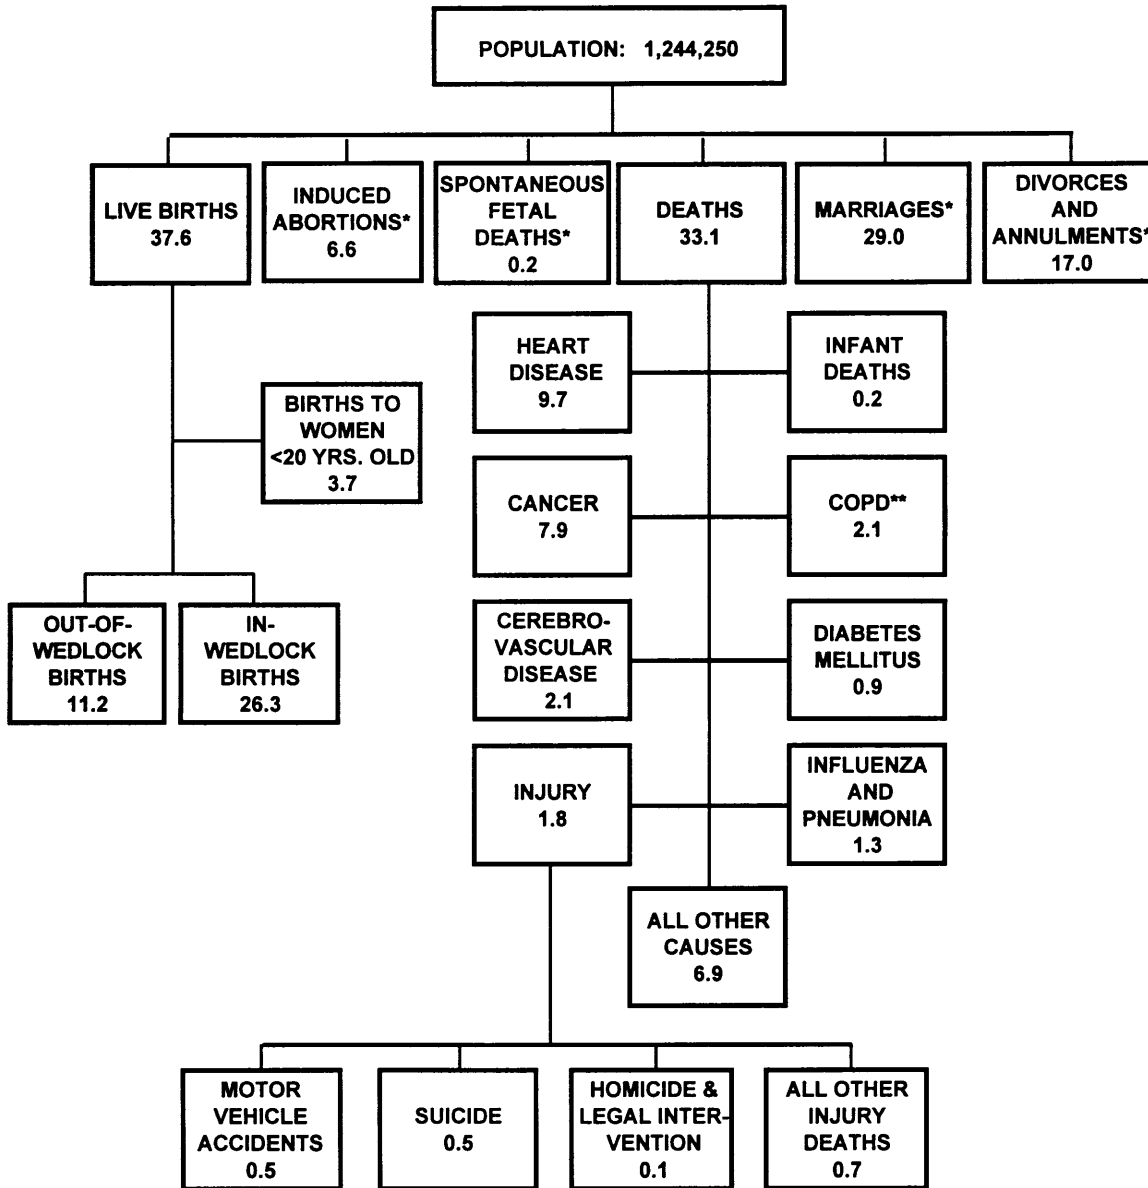 POPULATION: 1,244,250
LIVE BIRTHS
37.6
INDUCED
ABORTIONS*
6.6
SPONTANEOUS
FETAL
DEATHS*
0.2
DEATHS
33.1
MARRIAGES*
29.0
DIVORCES
AND
ANNULMENTS*
17.0
HEART
DISEASE
9.7
INFANT
DEATHS
0.2
BIRTHS TO
WOMEN
<20 YRS. OLD
3.7
CANCER
7.9
COPD**
2.1
OUT-OF-
WEDLOCK
BIRTHS
11.2
IN-
WEDLOCK
BIRTHS
26.3
CEREBRO-
VASCULAR
DISEASE
2.1
DIABETES
MELLITUS
0.9
INJURY
1.8
INFLUENZA
AND
PNEUMONIA
1.3
ALL OTHER
CAUSES
6.9
MOTOR
VEHICLE
ACCIDENTS
0.5
SUICIDE
0.5
HOMICIDE &
LEGAL INTER-
VENTION
0.1
ALL OTHER
INJURY
DEATHS
0.7